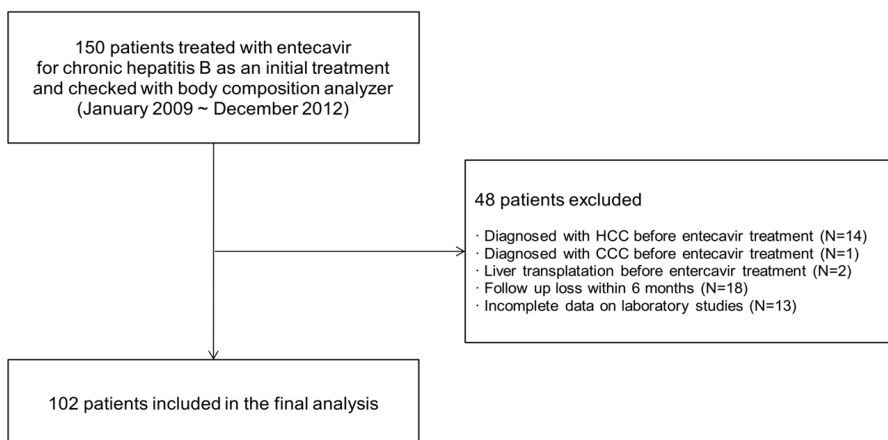 150 patients treated with entecavir
for chronic hepatitis B as an initial treatment
and checked with body composition analyzer
(January 2009 ~ December 2012)
48 patients excluded
· Diagnosed with HCC before entecavir treatment (N=14)
· Diagnosed with CCC before entecavir treatment (N=1)
· Liver transplatation before entercavir treatment (N=2)
· Follow up loss within 6 months (N=18)
· Incomplete data on laboratory studies (N=13)
102 patients included in the final analysis